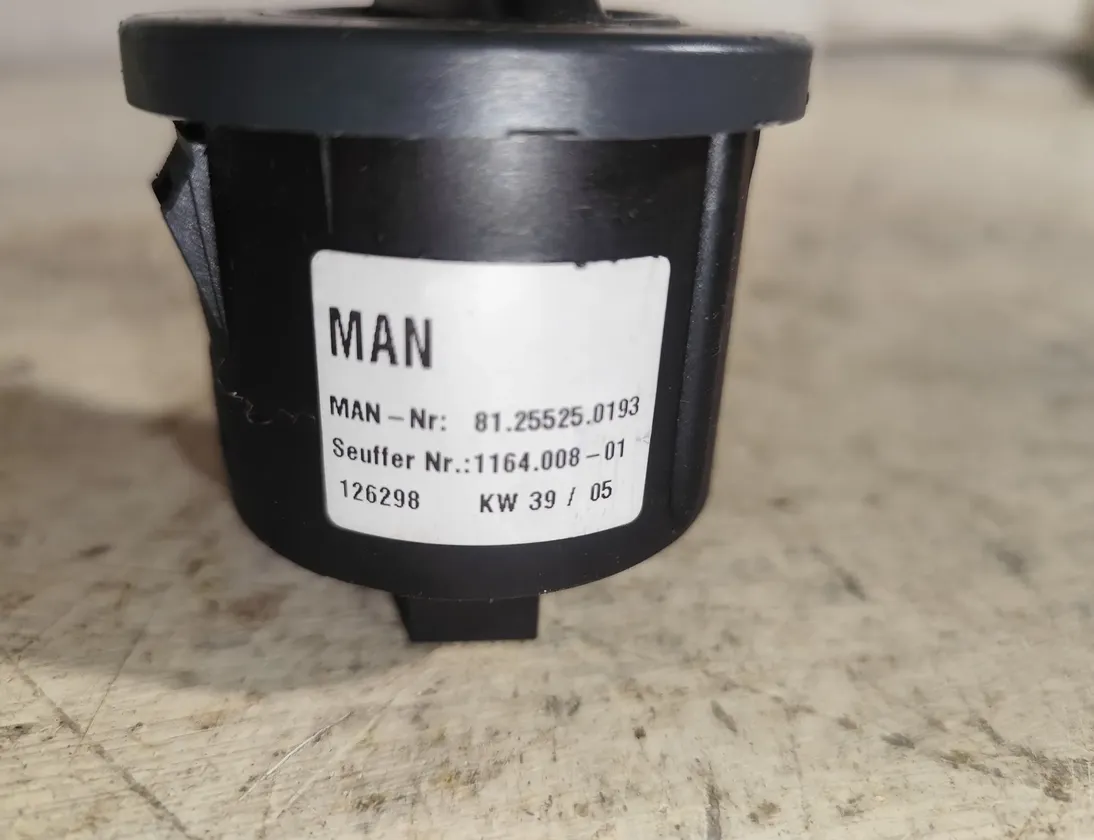 MAN
MAN-Nr: 81.25525.0193
Seuffer Nr.:1164.008-01
126298 KW 39 / 05